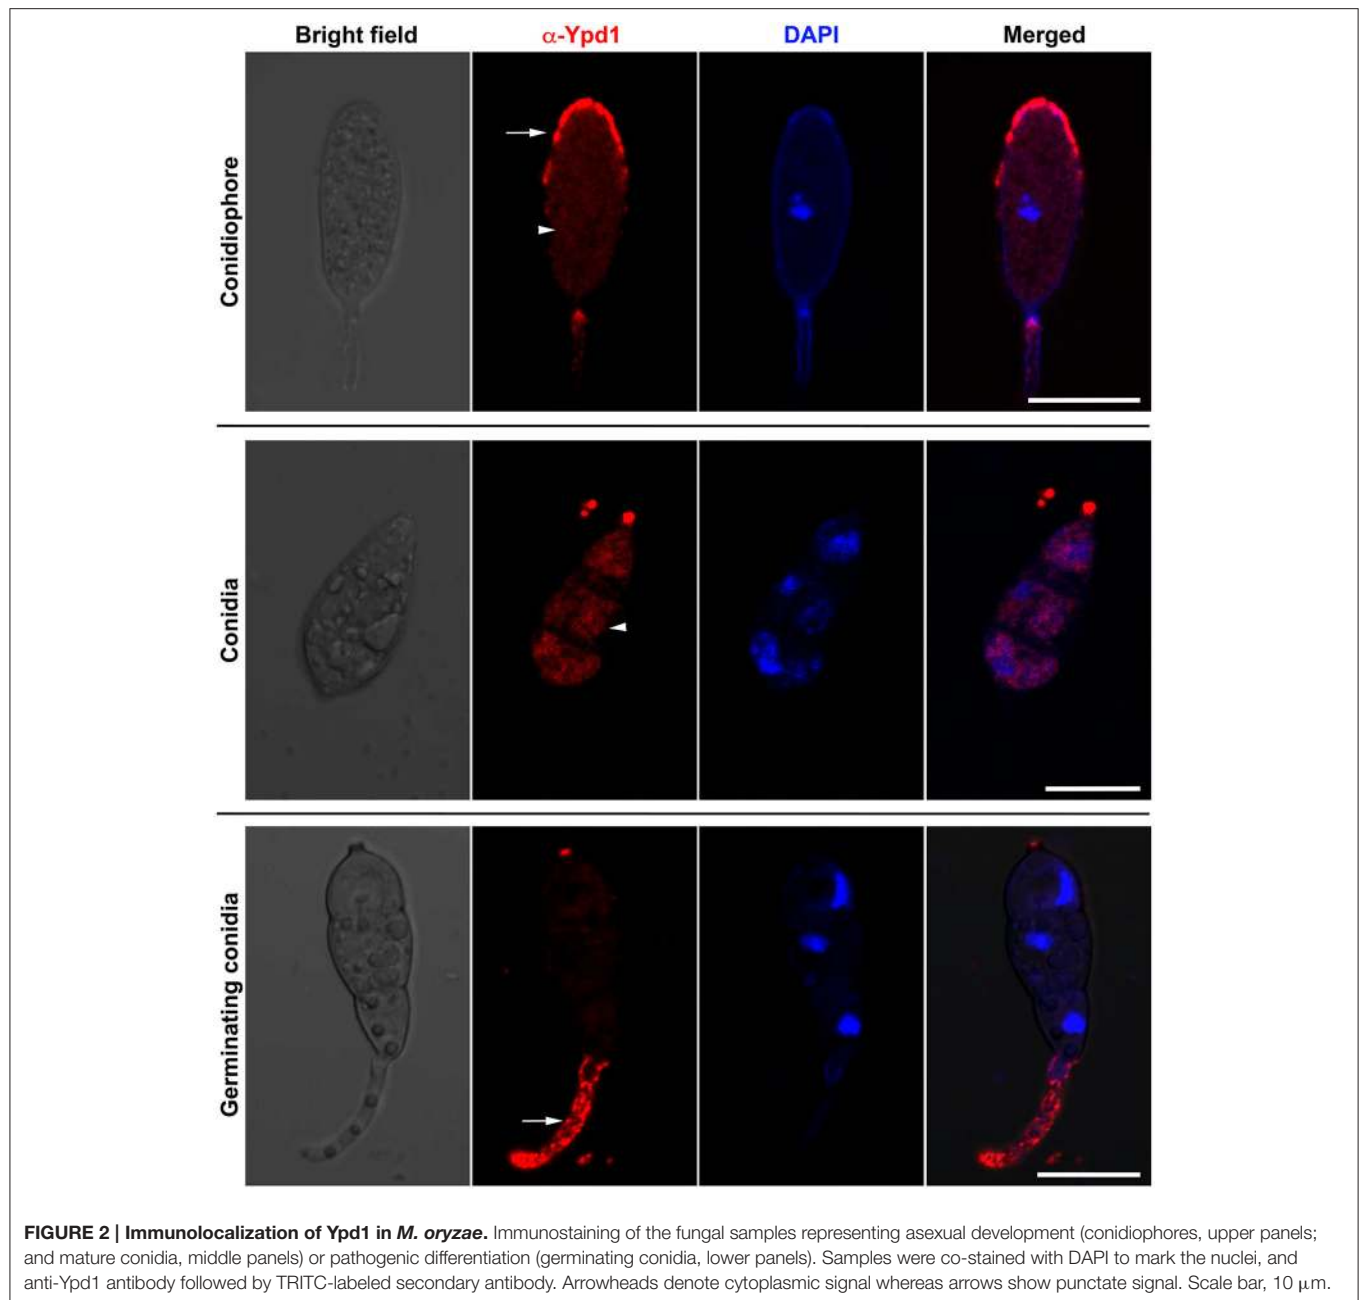 Bright field
α-Ypd1
DAPI
Merged
Conidiophore
Conidia
Germinating conidia
FIGURE 2 | Immunolocalization of Ypd1 in M. oryzae. Immunostaining of the fungal samples representing asexual development (conidiophores, upper panels;
and mature conidia, middle panels) or pathogenic differentiation (germinating conidia, lower panels). Samples were co-stained with DAPI to mark the nuclei, and
anti-Ypd1 antibody followed by TRITC-labeled secondary antibody. Arrowheads denote cytoplasmic signal whereas arrows show punctate signal. Scale bar, 10 μm.